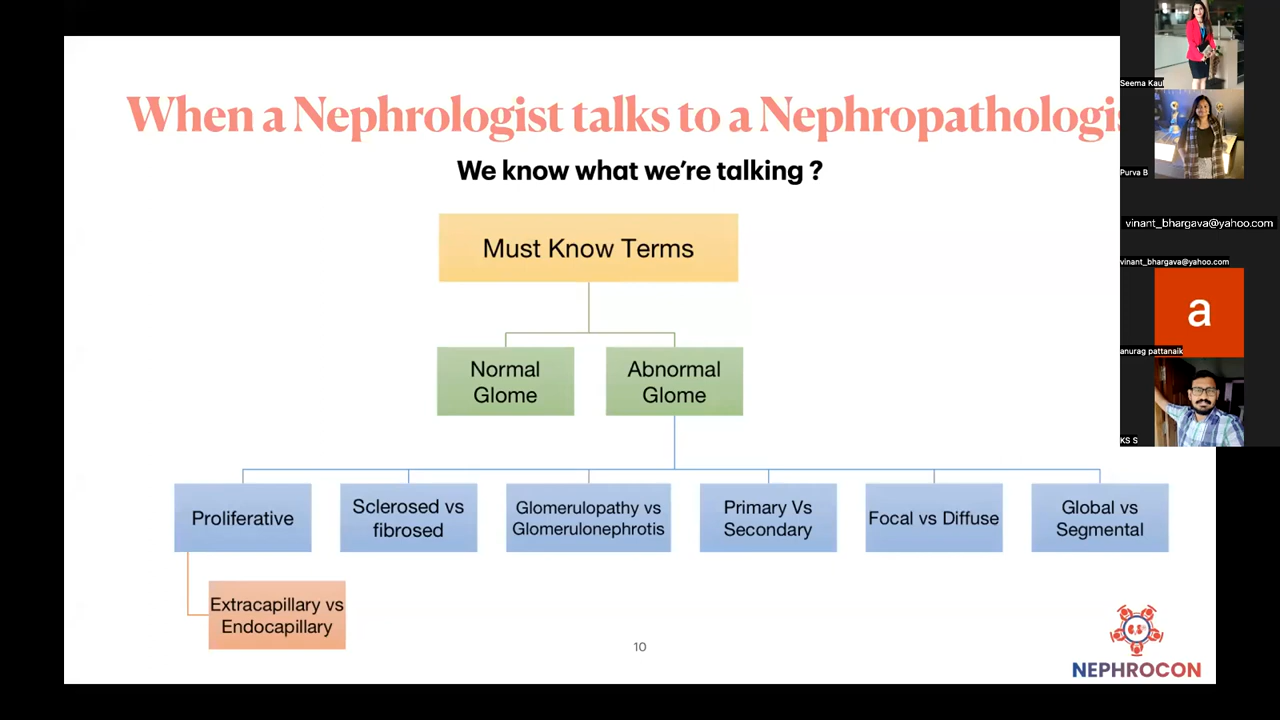 When a Nephrologist talks to a Nephropathologis
We know what we're talking ?
Must Know Terms
Normal
Glome
Abnormal
Glome
Proliferative
Sclerosed vs
fibrosed
Glomerulopathy vs
Glomerulonephrotis
Primary Vs
Secondary
Focal vs Diffuse
Global vs
Segmental
Extracapillary vs
Endocapillary
10
NEPHROCON
Seema Kaul
Purva B
vinant_bhargava@yahoo.com
vinant_bhargava@yahoo.com
a
anurag pattanaik
KS S